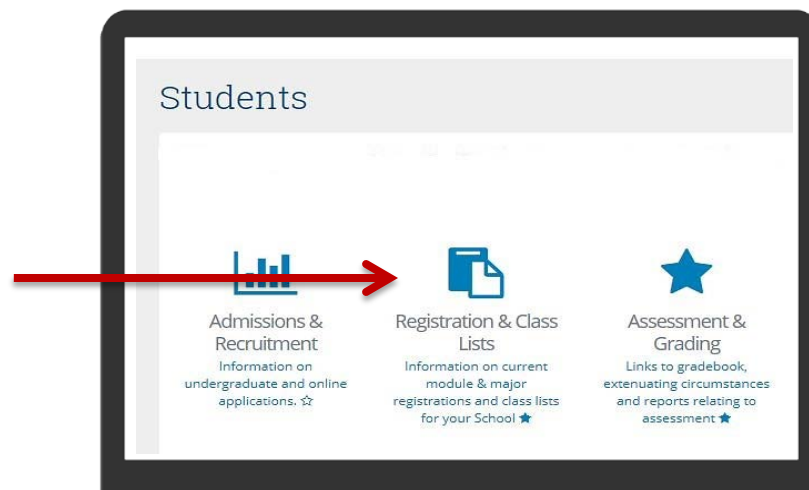 Students
Admissions &
Recruitment
Information on
undergraduate and online
applications. ☆
Registration & Class
Lists
Information on current
module & major
registrations and class lists
for your School ★
Assessment &
Grading
Links to gradebook,
extenuating circumstances
and reports relating to
assessment ★